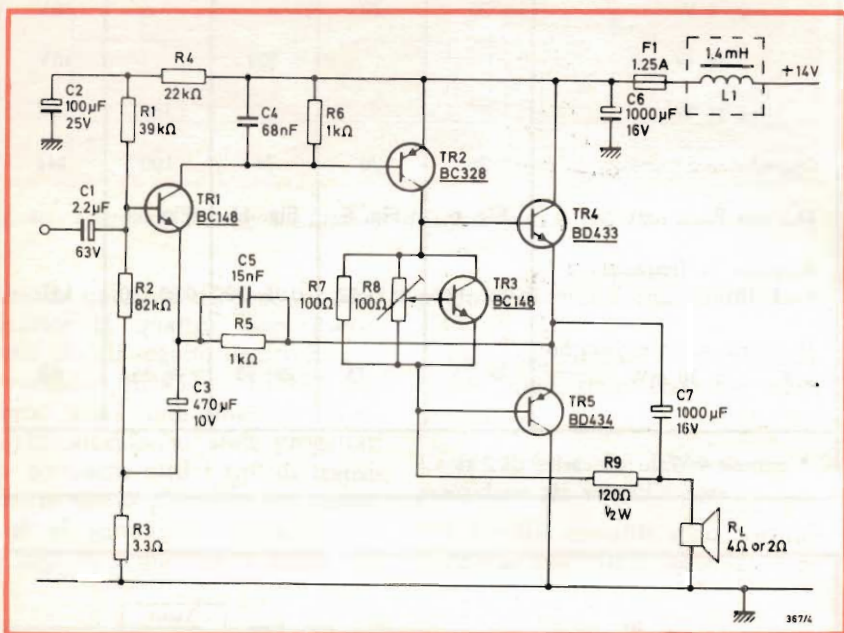 R4
22kΩ
C2
100µF
25V
R1
39kΩ
C4
68nF
R6
1kΩ
F1
1.25A
1.4mH
L1
+14V
C6
1000µF
16V
TR2
BC328
TR1
BC148
C1
2.2µF
63V
TR4
BD433
C5
15nF
R7
100Ω
R8
100Ω
TR3
BC148
R2
82kΩ
R5
1kΩ
C3
470µF
10V
TR5
BD434
C7
1000µF
16V
R9
120Ω
½W
R3
3.3Ω
RL
4Ω or 2Ω
367/4